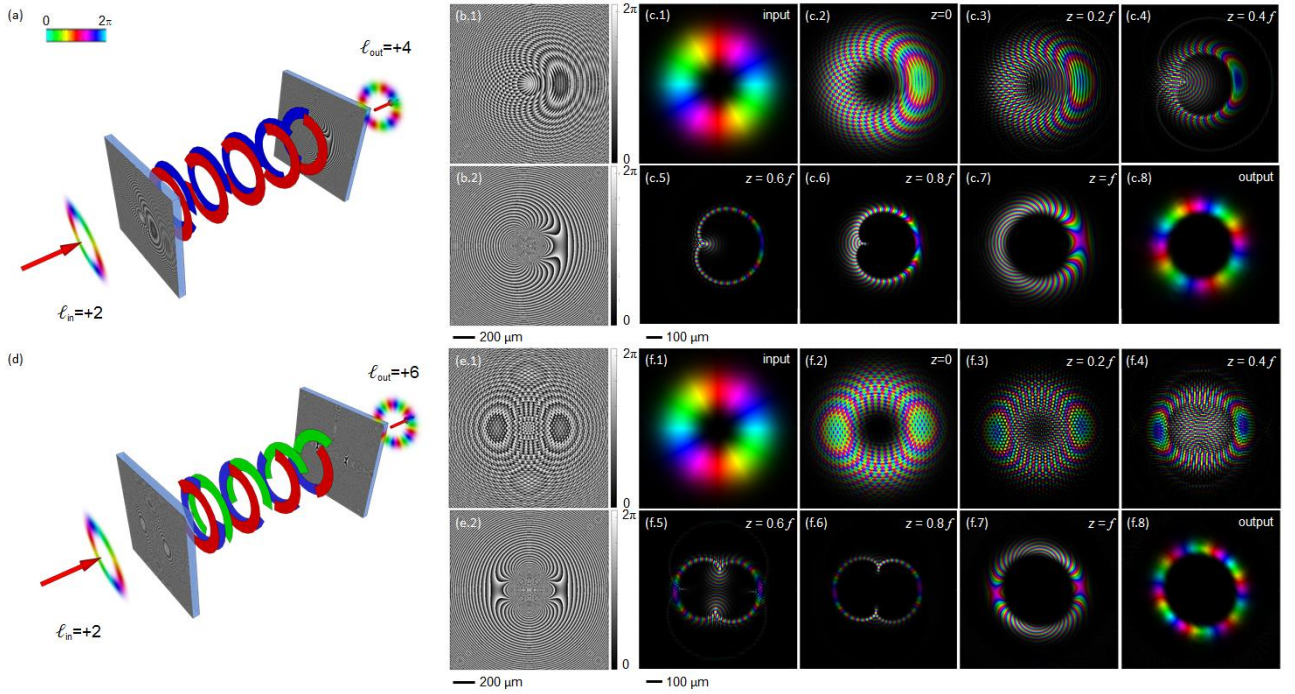 (a)
0 2π
ℓin=+2
ℓout=+4
(b.1)
2π
0
(c.1) input
(c.2) z=0
(c.3) z = 0.2 f
(c.4) z = 0.4 f
(b.2)
2π
0
(c.5) z = 0.6 f
(c.6) z = 0.8 f
(c.7) z = f
(c.8) output
200 μm
100 μm
(d)
ℓin=+2
ℓout=+6
(e.1)
2π
0
(f.1) input
(f.2) z=0
(f.3) z = 0.2 f
(f.4) z = 0.4 f
(e.2)
2π
0
(f.5) z = 0.6 f
(f.6) z = 0.8 f
(f.7) z = f
(f.8) output
200 μm
100 μm